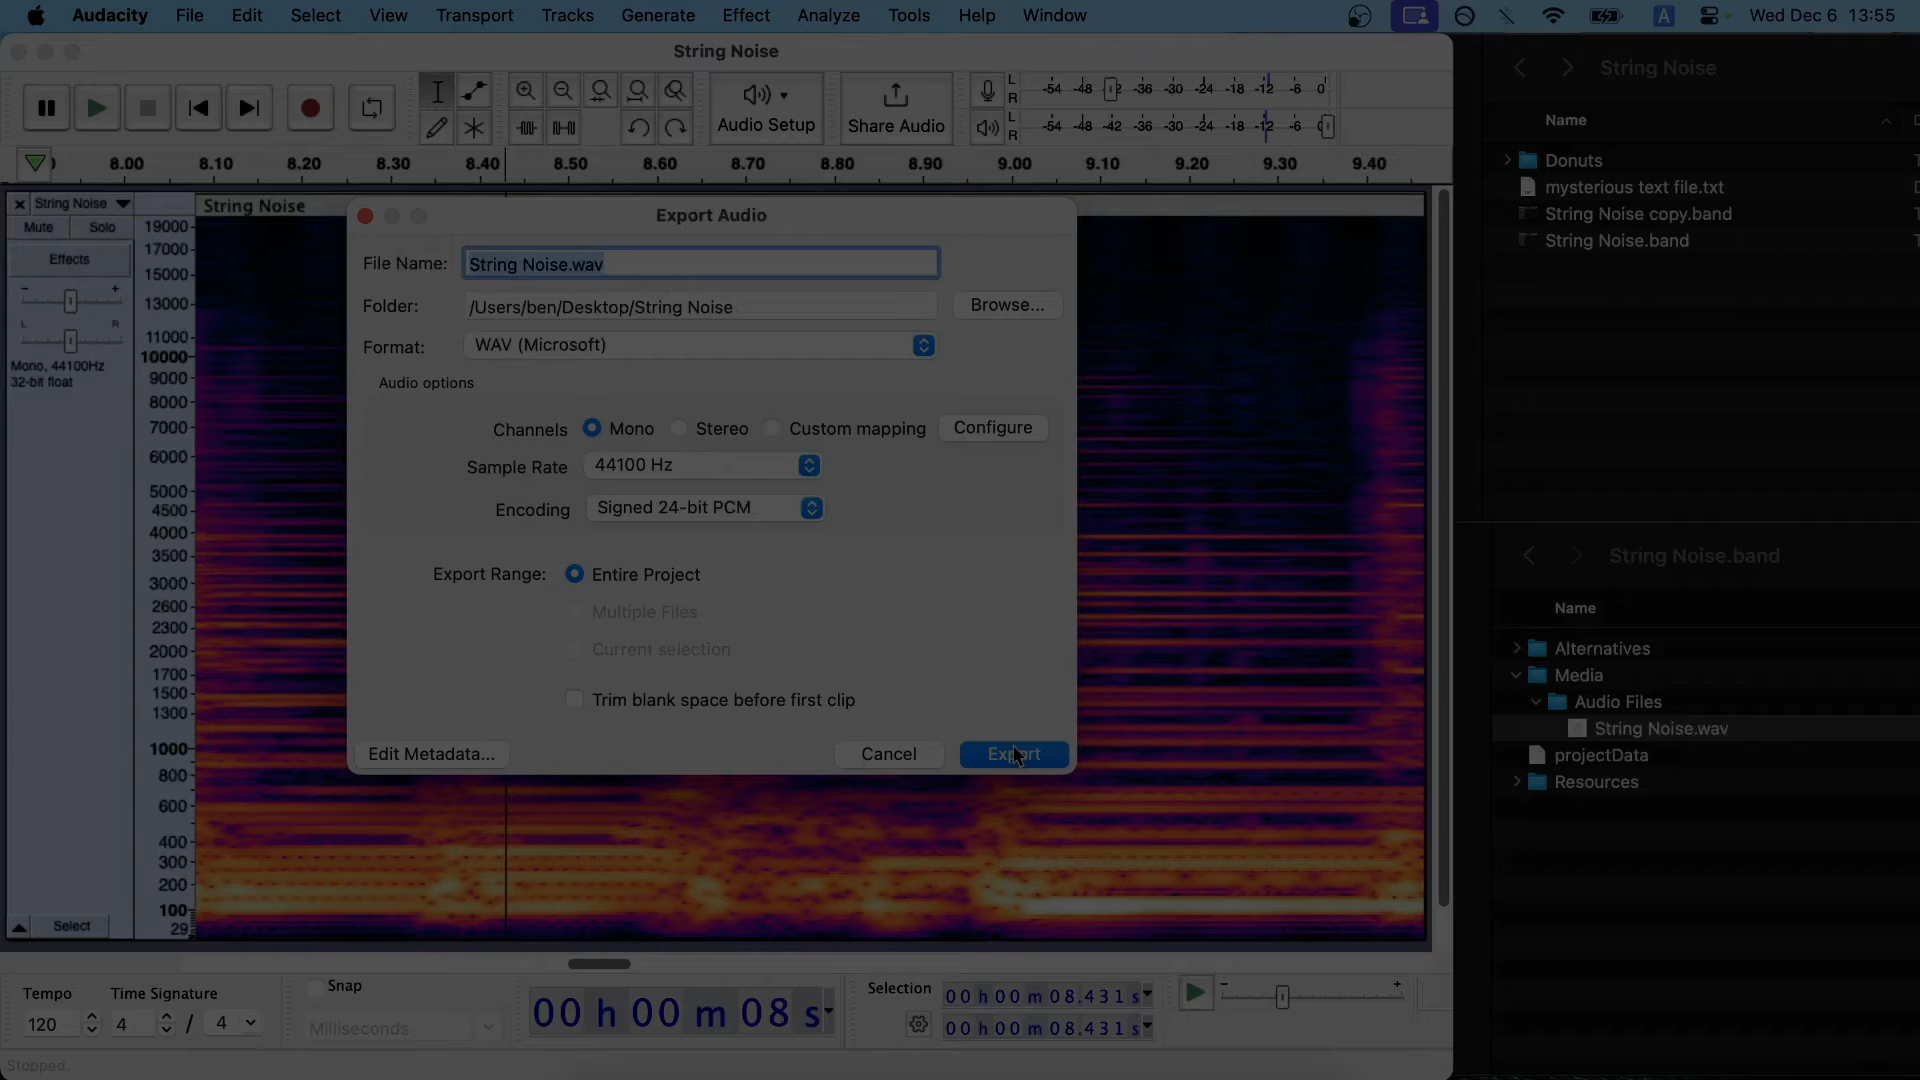 Audacity File Edit Select View Transport Tracks Generate Effect Analyze Tools Help Window A Wed Dec 6 13:55
String Noise
Audio Setup
Share Audio
L -54 -48 -42 -36 -30 -24 -18 -12 -6 0
R
L -54 -48 -42 -36 -30 -24 -18 -12 -6 0
R
8.00 8.10 8.20 8.30 8.40 8.50 8.60 8.70 8.80 8.90 9.00 9.10 9.20 9.30 9.40
String Noise
Mute Solo
Effects
- +
L R
Mono, 44100Hz
32-bit float
Select
19000
17000
15000
13000
11000
10000
9000
8000
7000
6000
5000
4500
4000
3500
3000
2600
2300
2000
1700
1500
1300
1000
800
600
400
300
200
100
29
String Noise
Export Audio
File Name: String Noise.wav
Folder: /Users/ben/Desktop/String Noise Browse...
Format: WAV (Microsoft)
Audio options
Channels Mono Stereo Custom mapping Configure
Sample Rate 44100 Hz
Encoding Signed 24-bit PCM
Export Range: Entire Project
Multiple Files
Current selection
Trim blank space before first clip
Edit Metadata... Cancel Export
Tempo
120
Time Signature
4 / 4
Snap
Milliseconds
00 h 00 m 08 s
Selection
00 h 00 m 08.431 s
00 h 00 m 08.431 s
- +
Stopped.
String Noise
Name
Donuts
mysterious text file.txt
String Noise copy.band
String Noise.band
String Noise.band
Name
Alternatives
Media
Audio Files
String Noise.wav
projectData
Resources